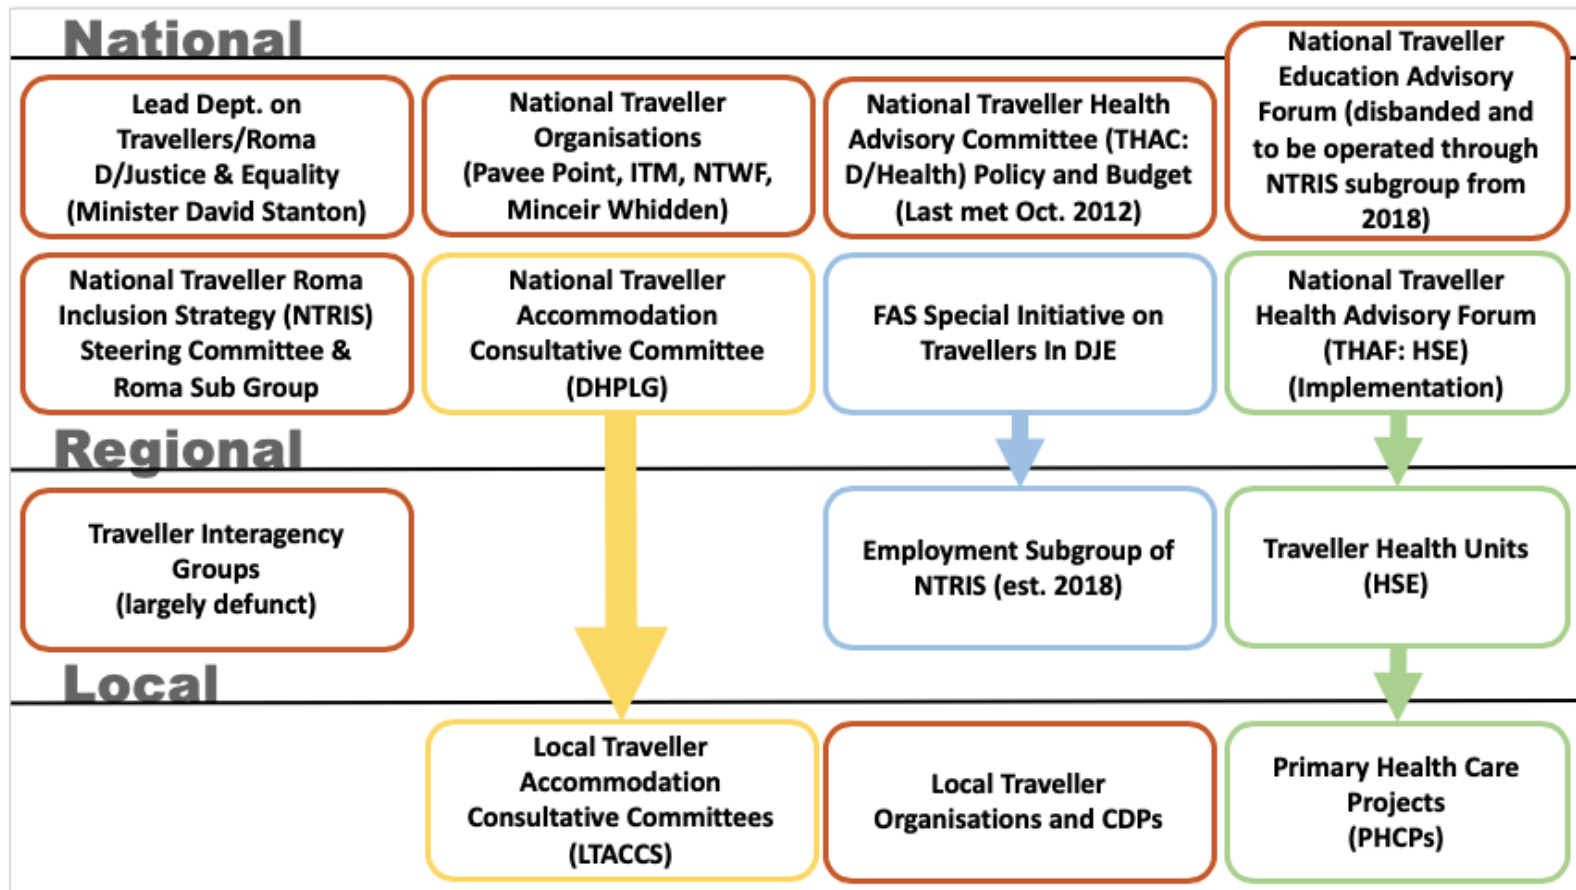 National
Lead Dept. on
Travellers/Roma
D/Justice & Equality
(Minister David Stanton)
National Traveller
Organisations
(Pavee Point, ITM, NTWF,
Minceir Whidden)
National Traveller Health
Advisory Committee (THAC:
D/Health) Policy and Budget
(Last met Oct. 2012)
National Traveller
Education Advisory
Forum (disbanded and
to be operated through
NTRIS subgroup from
2018)
National Traveller Roma
Inclusion Strategy (NTRIS)
Steering Committee &
Roma Sub Group
National Traveller
Accommodation
Consultative Committee
(DHPLG)
FAS Special Initiative on
Travellers In DJE
National Traveller
Health Advisory Forum
(THAF: HSE)
(Implementation)
Regional
Traveller Interagency
Groups
(largely defunct)
Employment Subgroup of
NTRIS (est. 2018)
Traveller Health Units
(HSE)
Local
Local Traveller
Accommodation
Consultative Committees
(LTACCS)
Local Traveller
Organisations and CDPs
Primary Health Care
Projects
(PHCPs)